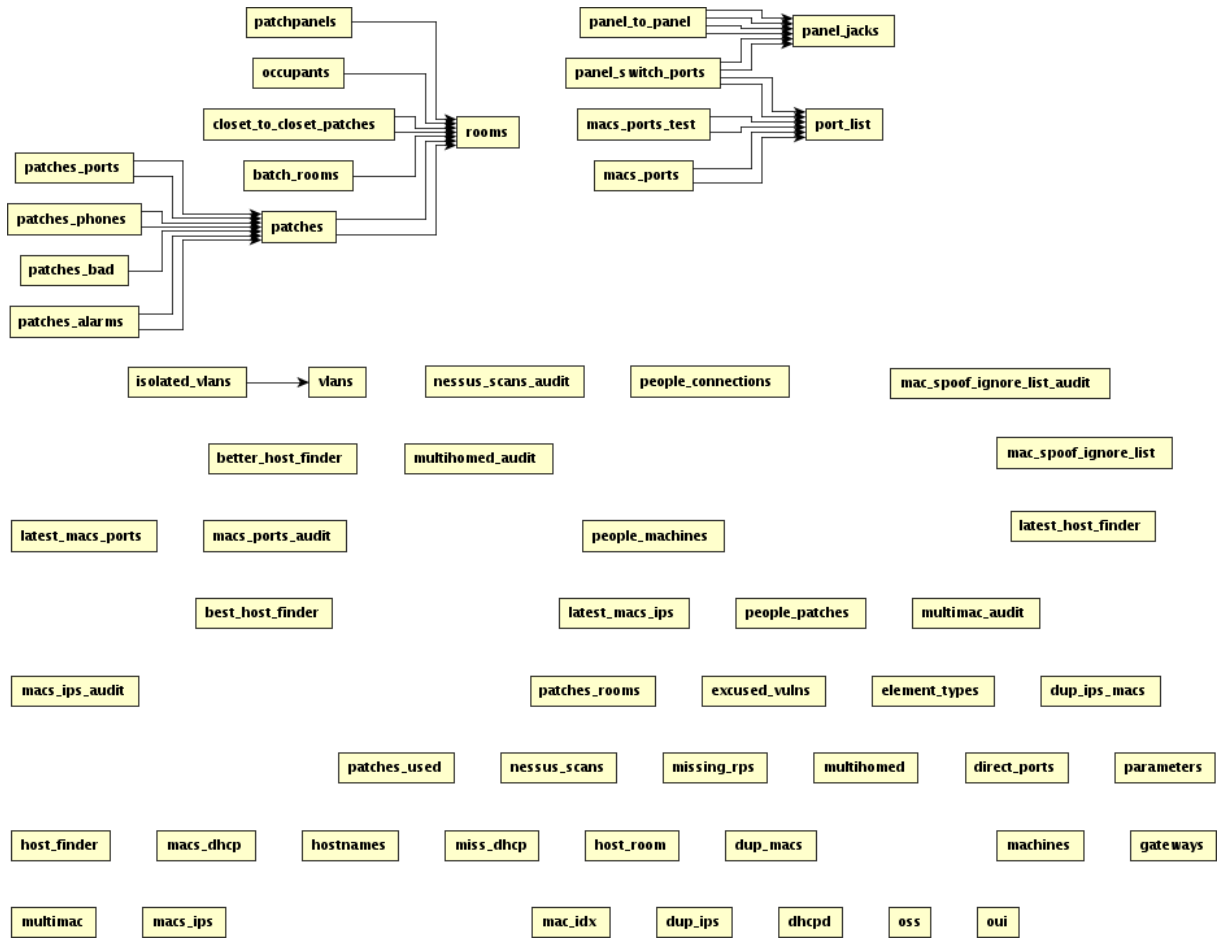 patchpanels
panel_to_panel
panel_jacks
occupants
panel_switch_ports
closet_to_closet_patches
rooms
macs_ports_test
port_list
patches_ports
batch_rooms
macs_ports
patches_phones
patches
patches_bad
patches_alarms
isolated_vlans
vlans
nessus_scans_audit
people_connections
mac_spoof_ignore_list_audit
better_host_finder
multihomed_audit
mac_spoof_ignore_list
latest_macs_ports
macs_ports_audit
people_machines
latest_host_finder
best_host_finder
latest_macs_ips
people_patches
multimac_audit
macs_ips_audit
patches_rooms
excused_vulns
element_types
dup_ips_macs
patches_used
nessus_scans
missing_rps
multihomed
direct_ports
parameters
host_finder
macs_dhcp
hostnames
miss_dhcp
host_room
dup_macs
machines
gateways
multimac
macs_ips
mac_idx
dup_ips
dhcpd
oss
oui